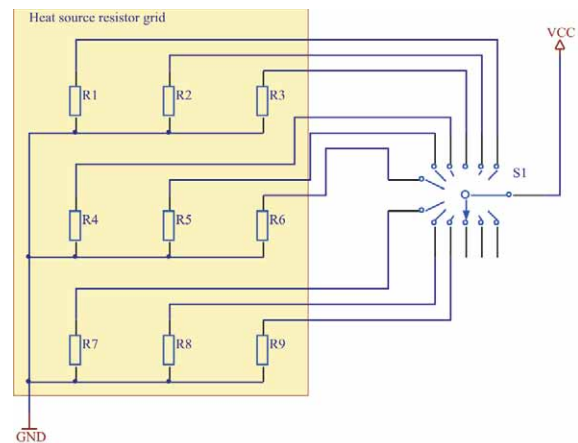 Heat source resistor grid
VCC
R1
R2
R3
S1
R4
R5
R6
R7
R8
R9
GND